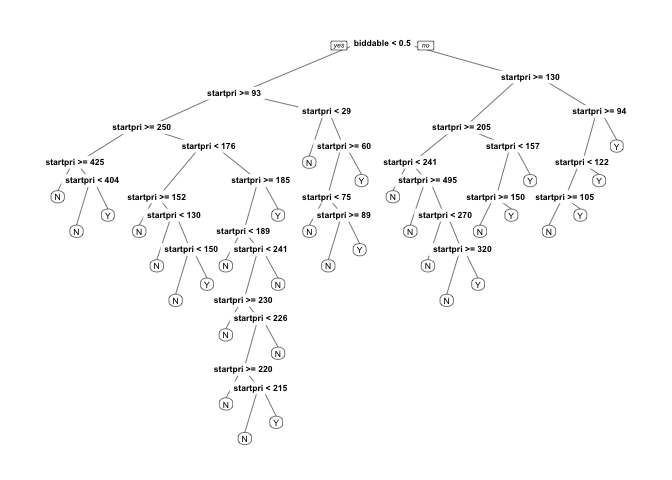 yes biddable < 0.5 no
startpri >= 130
startpri >= 93
startpri < 29 startpri >= 94
startpri >= 250 startpri >= 205
startpri < 176 startpri >= 60 startpri < 157 Y
startpri >= 425 N startpri < 241 startpri < 122
startpri < 404 startpri >= 185 Y startpri >= 495 Y Y
N startpri >= 152 startpri < 75 N startpri >= 150 startpri >= 105
Y startpri < 130 Y startpri >= 89 startpri < 270 Y Y
N N startpri < 189 N N N
startpri < 150 startpri < 241 Y startpri >= 320
N N N N
Y N Y
N startpri >= 230 N
startpri < 226
N
N
startpri >= 220
startpri < 215
N
Y
N